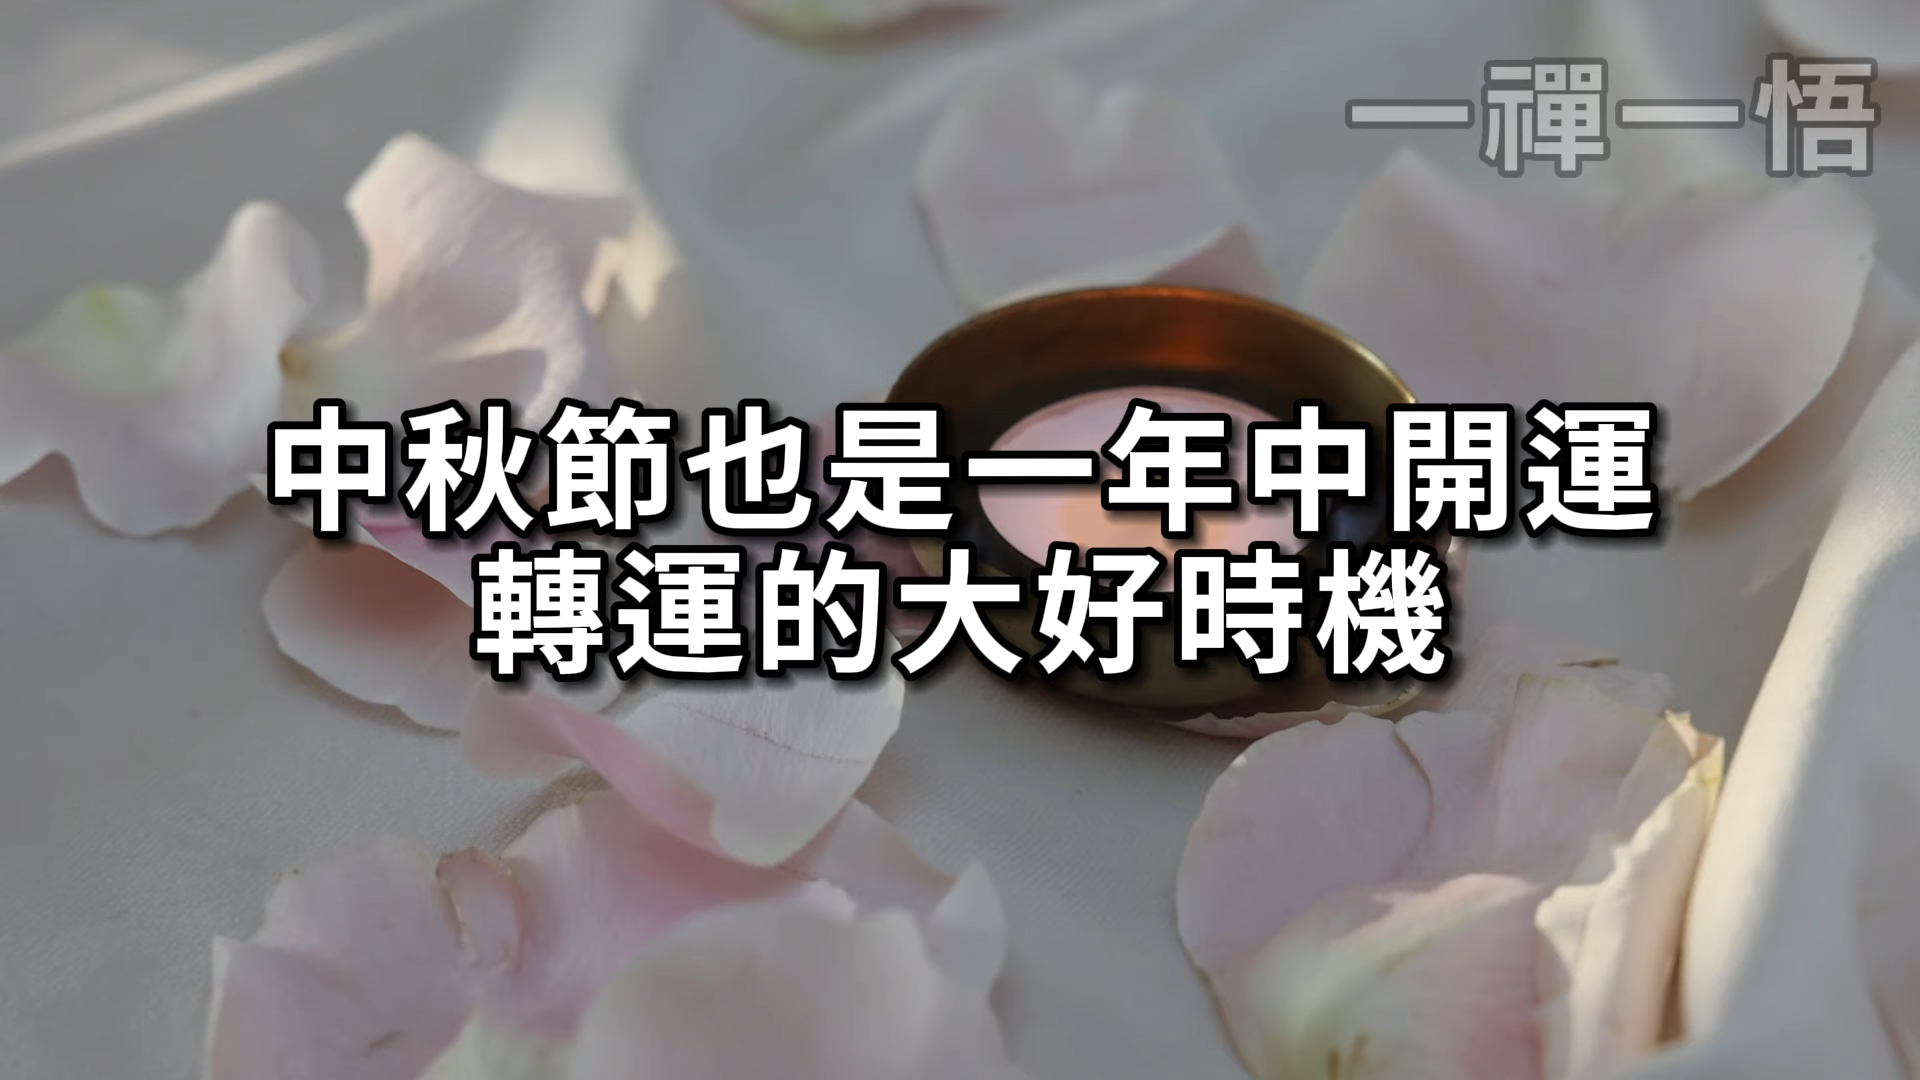 一禪一悟
中秋節也是一年中開運
轉運的大好時機